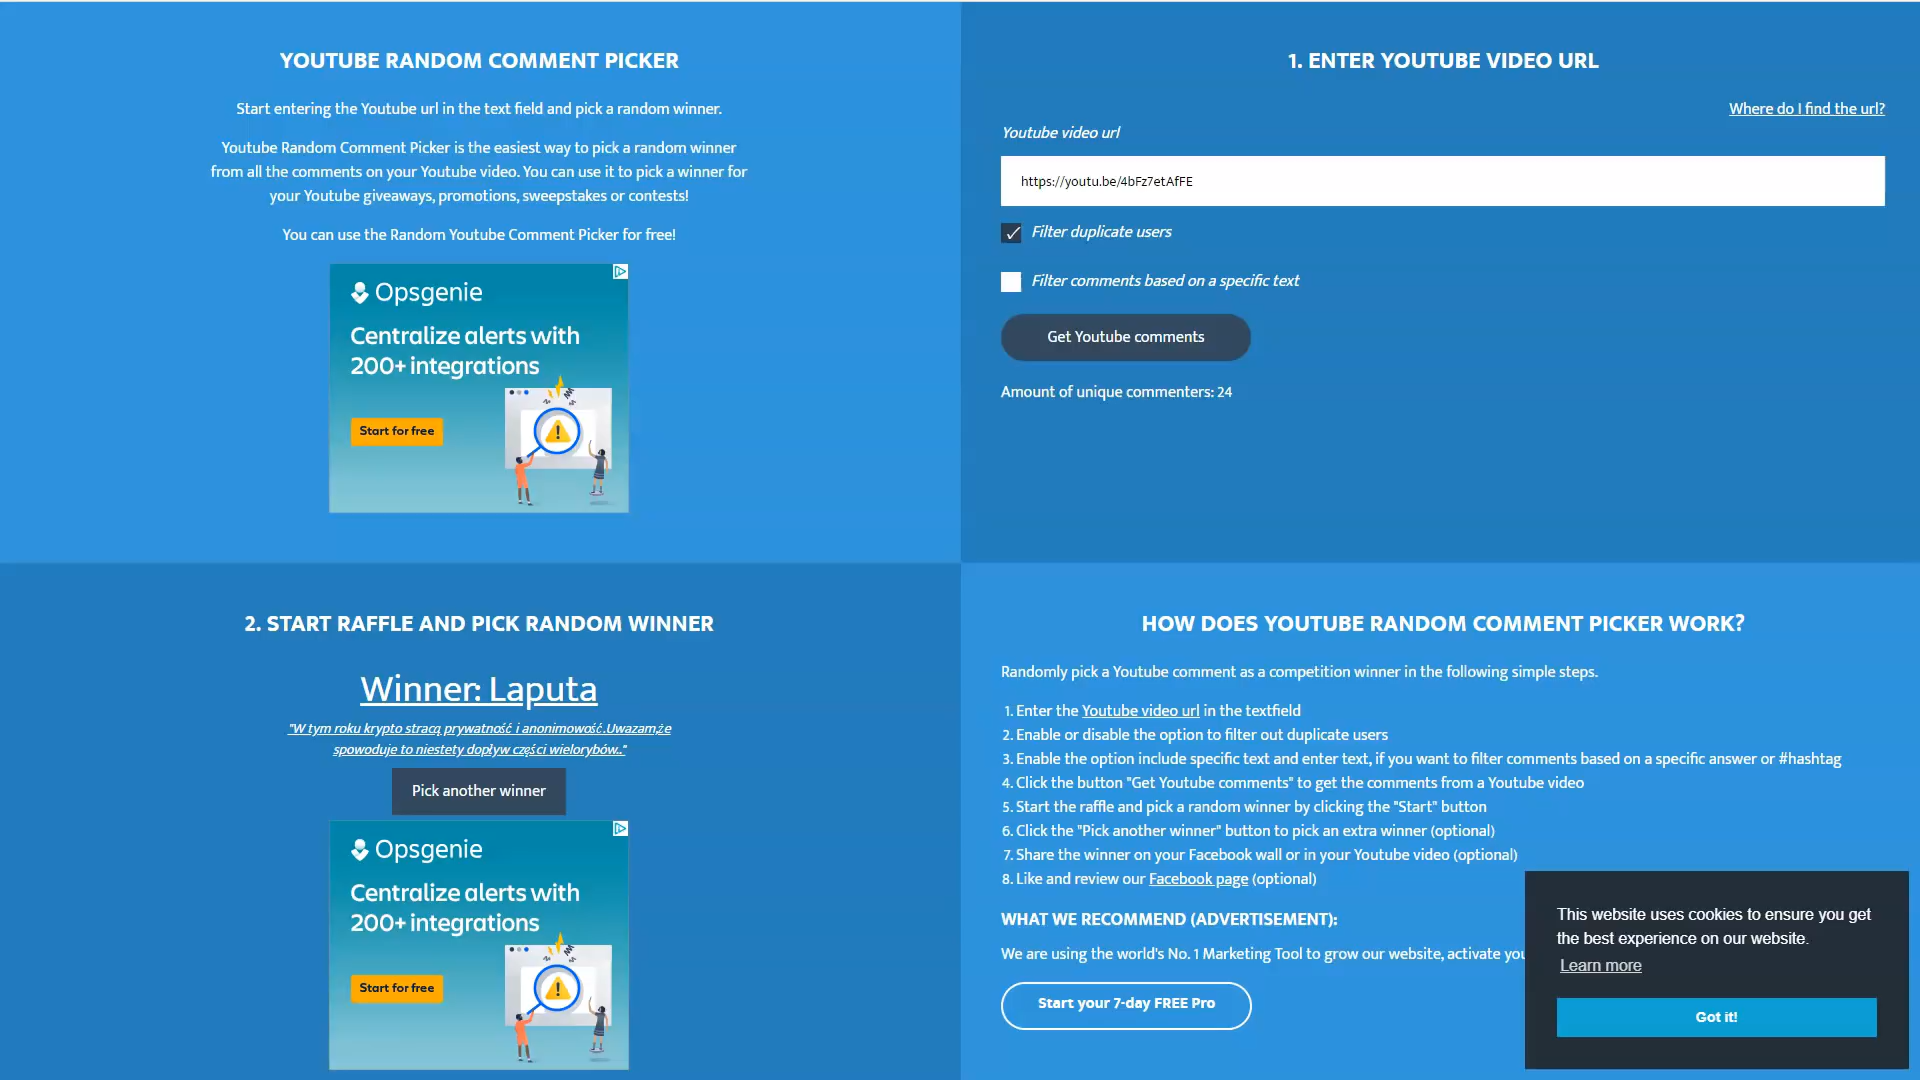 YOUTUBE RANDOM COMMENT PICKER
Start entering the Youtube url in the text field and pick a random winner.
Youtube Random Comment Picker is the easiest way to pick a random winner
from all the comments on your Youtube video. You can use it to pick a winner for
your Youtube giveaways, promotions, sweepstakes or contests!
You can use the Random Youtube Comment Picker for free!
Opsgenie
Centralize alerts with
200+ integrations
Start for free
1. ENTER YOUTUBE VIDEO URL
Where do I find the url?
Youtube video url
https://youtu.be/4bFz7etAfFE
Filter duplicate users
Filter comments based on a specific text
Get Youtube comments
Amount of unique commenters: 24
2. START RAFFLE AND PICK RANDOM WINNER
Winner: Laputa
"W tym roku krypto stracą prywatność i anonimowość.Uwazam,że
spowoduje to niestety dopływ części wielorybów.."
Pick another winner
Opsgenie
Centralize alerts with
200+ integrations
Start for free
HOW DOES YOUTUBE RANDOM COMMENT PICKER WORK?
Randomly pick a Youtube comment as a competition winner in the following simple steps.
1. Enter the Youtube video url in the textfield
2. Enable or disable the option to filter out duplicate users
3. Enable the option include specific text and enter text, if you want to filter comments based on a specific answer or #hashtag
4. Click the button "Get Youtube comments" to get the comments from a Youtube video
5. Start the raffle and pick a random winner by clicking the "Start" button
6. Click the "Pick another winner" button to pick an extra winner (optional)
7. Share the winner on your Facebook wall or in your Youtube video (optional)
8. Like and review our Facebook page (optional)
WHAT WE RECOMMEND (ADVERTISEMENT):
We are using the world's No. 1 Marketing Tool to grow our website, activate you
Start your 7-day FREE Pro
This website uses cookies to ensure you get
the best experience on our website.
Learn more
Got it!